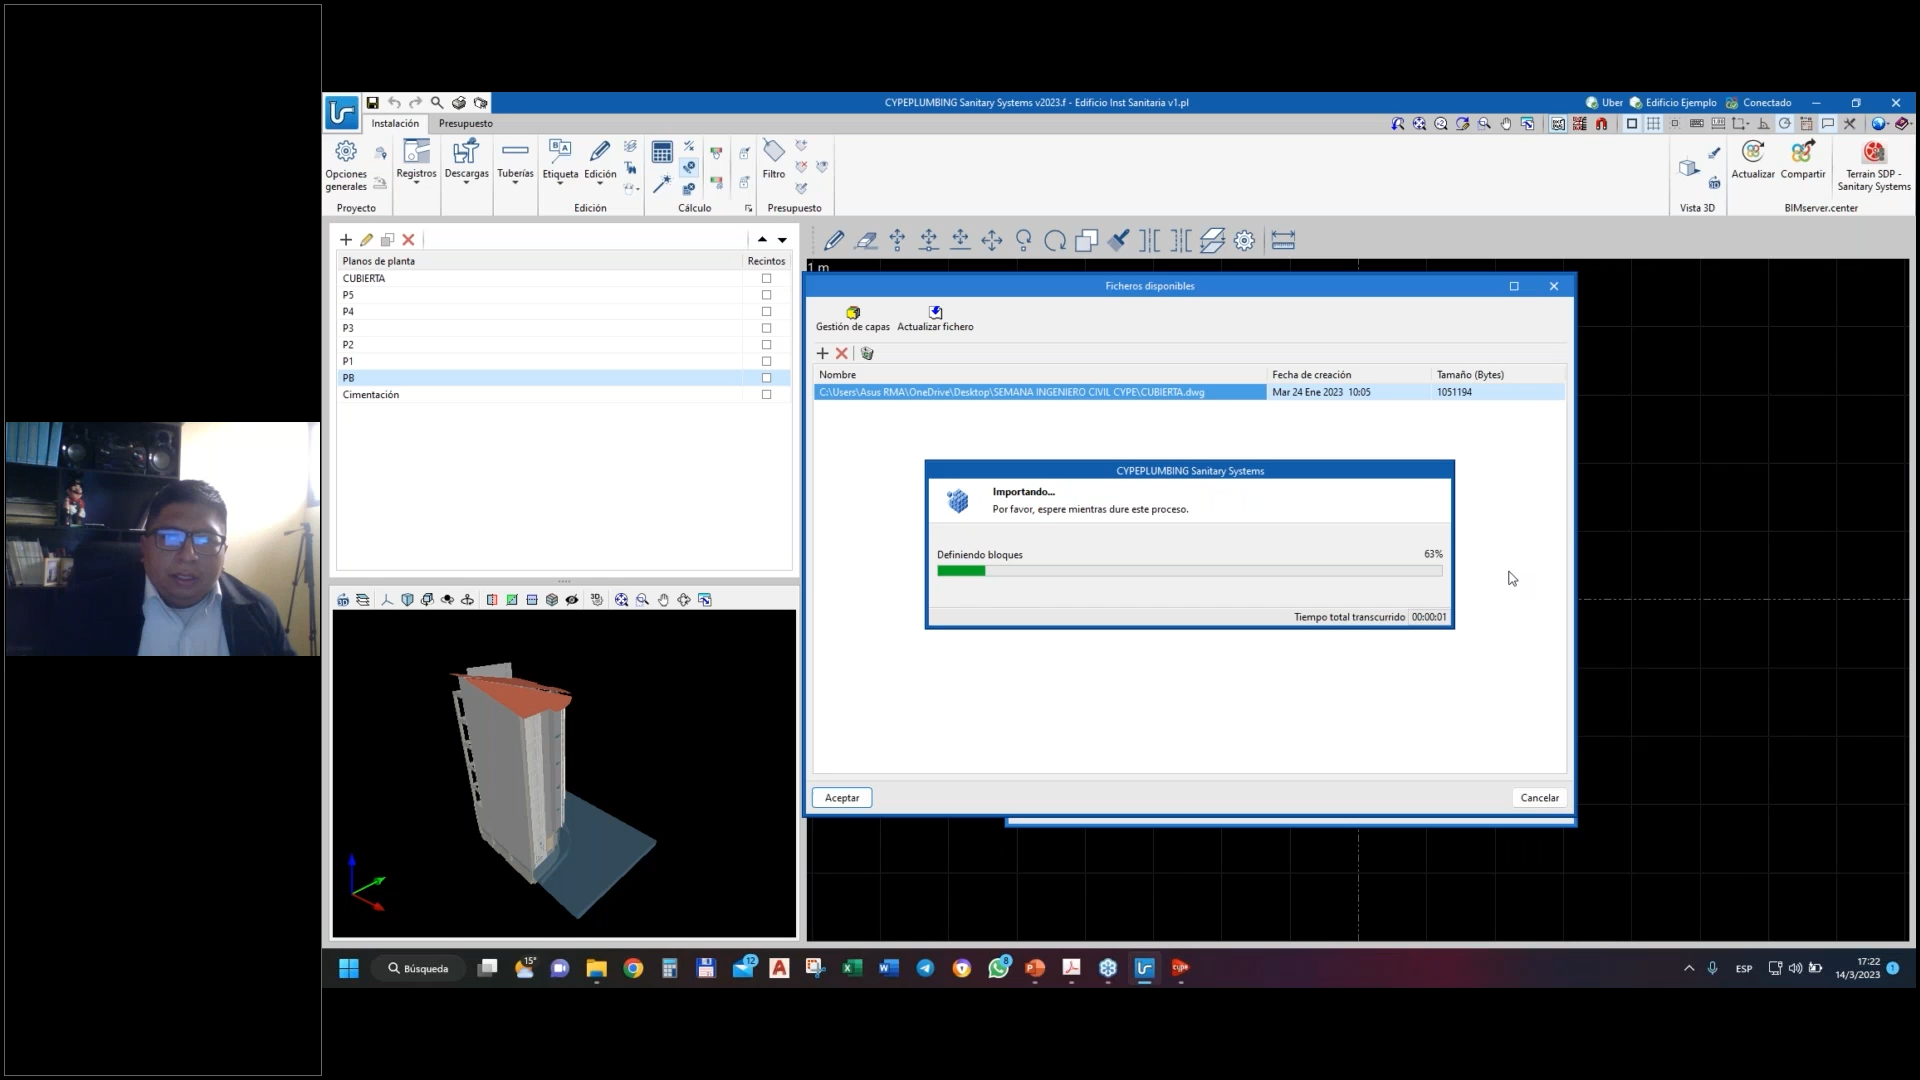 CYPEPLUMBING Sanitary Systems v2023.f - Edificio Inst Sanitaria v1.pl
Uber
Edificio Ejemplo
Conectado
Instalación
Presupuesto
Opciones generales
Registros
Descargas
Tuberías
Etiqueta
Edición
Filtro
Actualizar
Compartir
Terrain SDP - Sanitary Systems
Proyecto
Edición
Cálculo
Presupuesto
Vista 3D
BIMserver.center
Planos de planta
Recintos
CUBIERTA
P5
P4
P3
P2
P1
PB
Cimentación
1 m
Ficheros disponibles
Gestión de capas
Actualizar fichero
Nombre
Fecha de creación
Tamaño (Bytes)
C:\Users\Asus RMA\OneDrive\Desktop\SEMANA INGENIERO CIVIL CYPE\CUBIERTA.dwg
Mar 24 Ene 2023 10:05
1051194
CYPEPLUMBING Sanitary Systems
Importando...
Por favor, espere mientras dure este proceso.
Definiendo bloques
63%
Tiempo total transcurrido
00:00:01
Aceptar
Cancelar
Búsqueda
15°
12
8
cype
ESP
17:22
14/3/2023
1